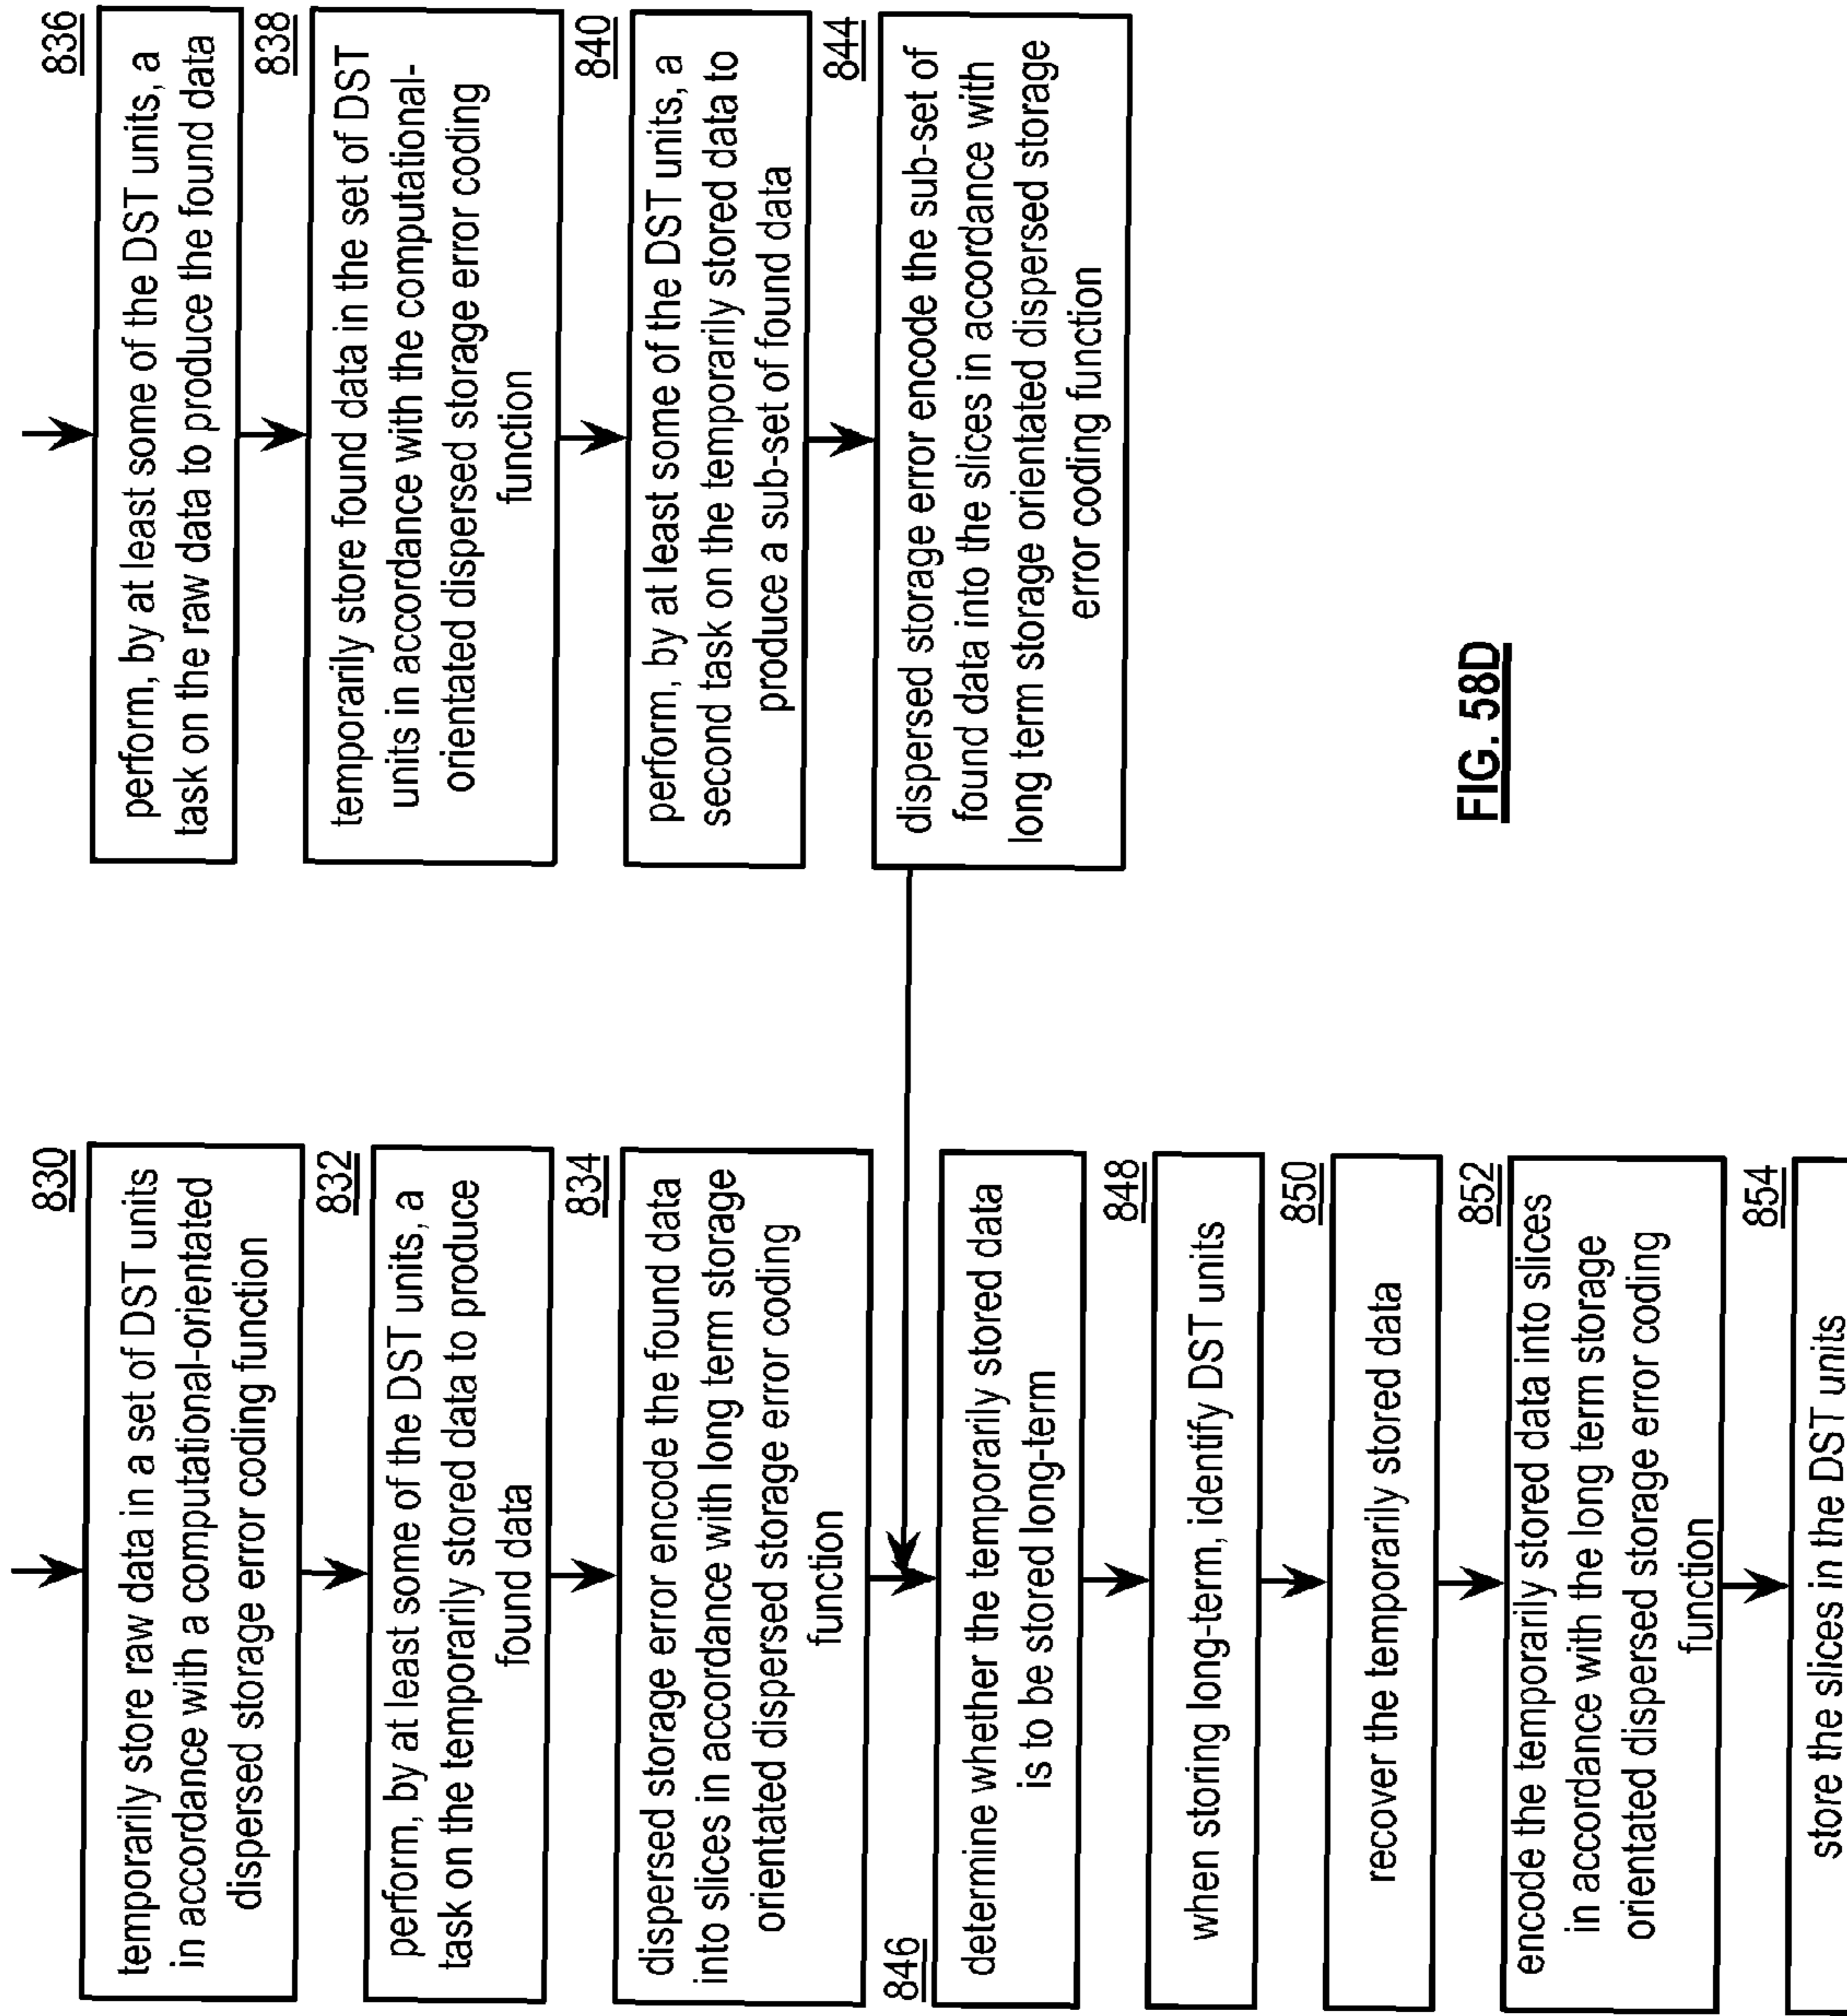 830
temporarily store raw data in a set of DST units
in accordance with a computational-orientated
dispersed storage error coding function
832
perform, by at least some of the DST units, a
task on the temporarily stored data to produce
found data
834
dispersed storage error encode the found data
into slices in accordance with long term storage
orientated dispersed storage error coding
function
846
determine whether the temporarily stored data
is to be stored long-term
848
when storing long-term, identify DST units
850
recover the temporarily stored data
852
encode the temporarily stored data into slices
in accordance with the long term storage
orientated dispersed storage error coding
function
854
store the slices in the DST units
836
perform, by at least some of the DST units, a
task on the raw data to produce the found data
838
temporarily store found data in the set of DST
units in accordance with the computational-
orientated dispersed storage error coding
function
840
perform, by at least some of the DST units, a
second task on the temporarily stored data to
produce a sub-set of found data
844
dispersed storage error encode the sub-set of
found data into the slices in accordance with
long term storage orientated dispersed storage
error coding function
FIG. 58D